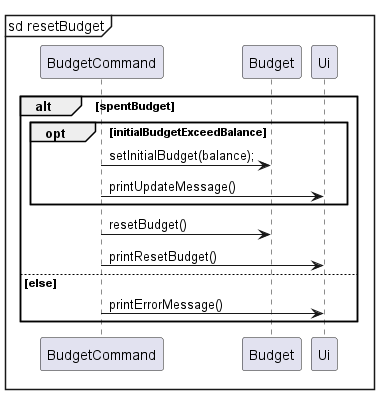 sd resetBudget
BudgetCommand Budget Ui
alt [spentBudget]
opt [initialBudgetExceedBalance]
setInitialBudget(balance);
printUpdateMessage()
resetBudget()
printResetBudget()
[else]
printErrorMessage()
BudgetCommand Budget Ui